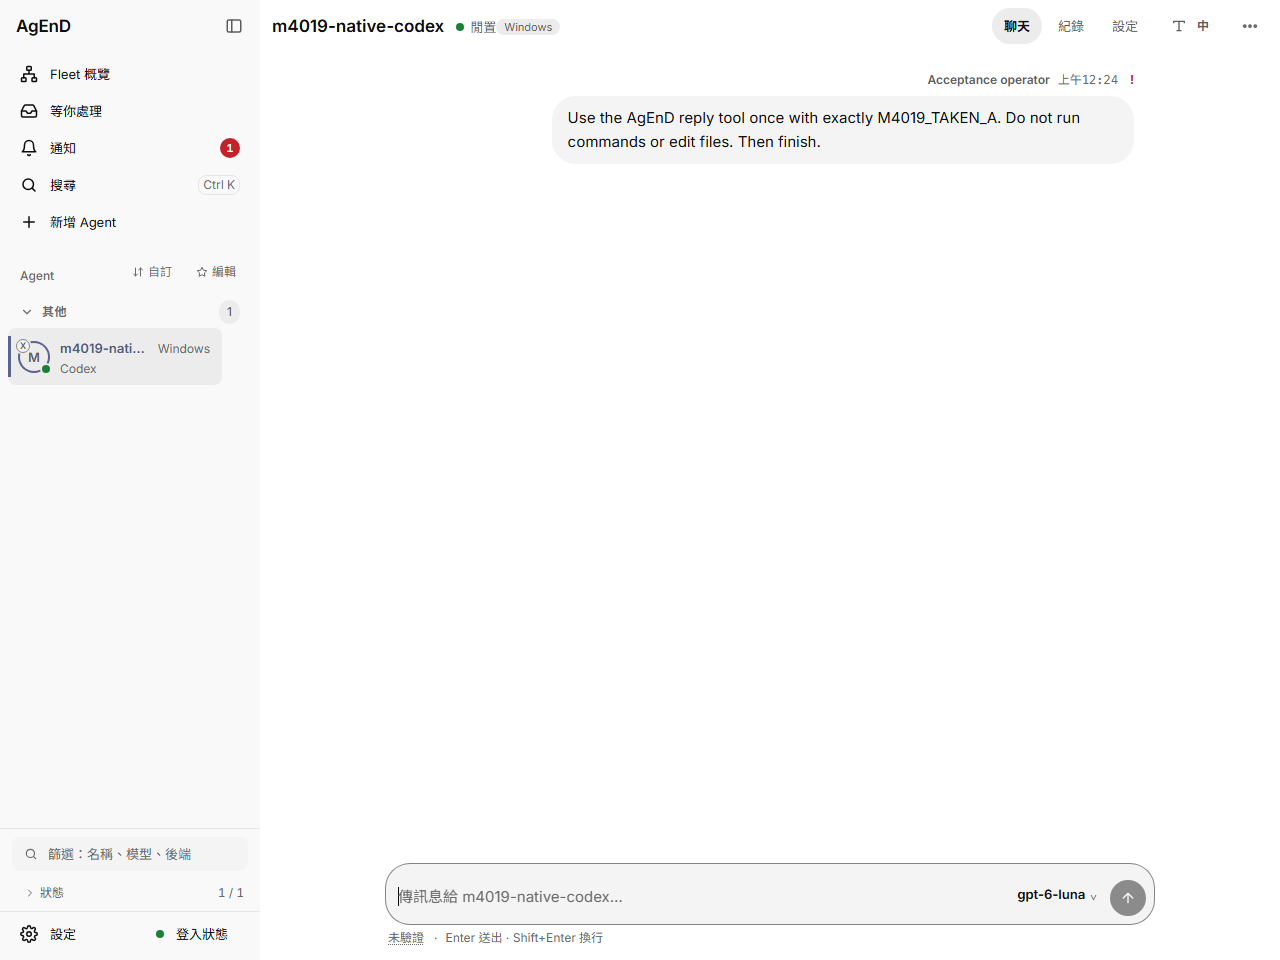 AgEnD
Fleet 概覽
等你處理
通知 1
搜尋 Ctrl K
新增 Agent
Agent 自訂 編輯
其他 1
X M m4019-nati... Windows
Codex
篩選：名稱、模型、後端
狀態 1 / 1
設定 登入狀態
m4019-native-codex 閒置 Windows 聊天 紀錄 設定 T 中
Acceptance operator 上午12:24 !
Use the AgEnD reply tool once with exactly M4019_TAKEN_A. Do not run
commands or edit files. Then finish.
傳訊息給 m4019-native-codex... gpt-6-luna
未驗證 · Enter 送出 · Shift+Enter 換行